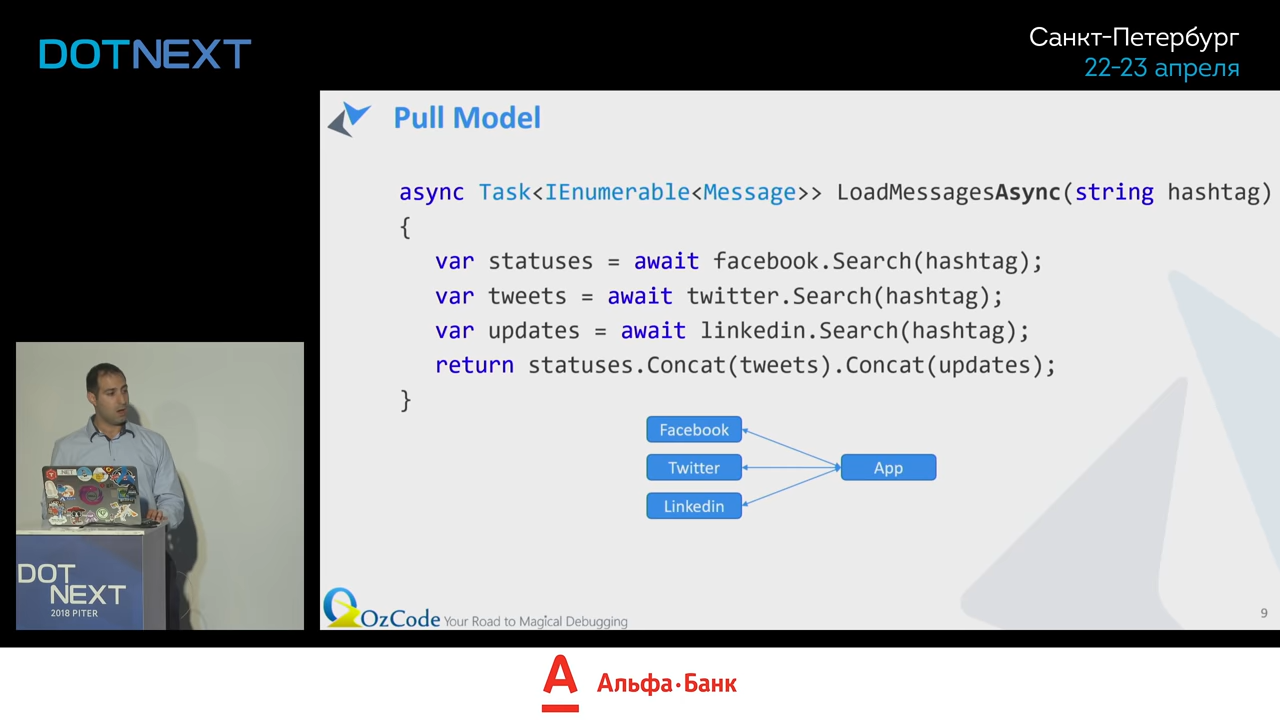 DOTNEXT
Санкт-Петербург
22-23 апреля
Pull Model
async Task<IEnumerable<Message>> LoadMessagesAsync(string hashtag)
{
var statuses = await facebook.Search(hashtag);
var tweets = await twitter.Search(hashtag);
var updates = await linkedin.Search(hashtag);
return statuses.Concat(tweets).Concat(updates);
}
Facebook
Twitter
App
Linkedin
OzCode Your Road to Magical Debugging
9
.NET
DOT
NEXT
2018 PITER
А
Альфа·Банк